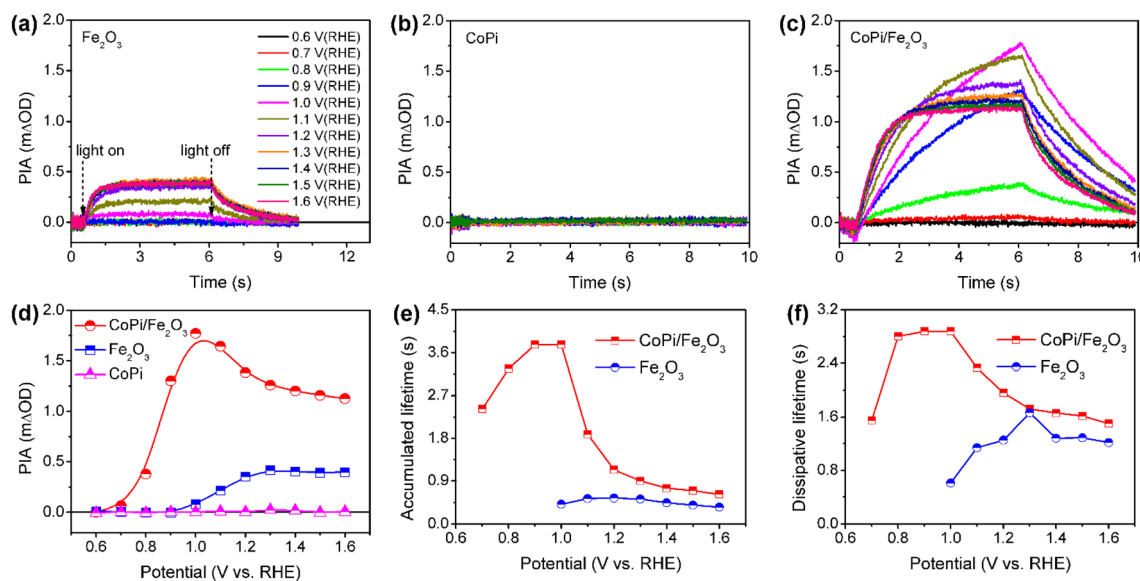 (a)
Fe2O3
0.6 V(RHE)
0.7 V(RHE)
0.8 V(RHE)
0.9 V(RHE)
1.0 V(RHE)
1.1 V(RHE)
1.2 V(RHE)
1.3 V(RHE)
1.4 V(RHE)
1.5 V(RHE)
1.6 V(RHE)
light on
light off
PIA (mΔOD)
2.0
1.5
1.0
0.5
0.0
0 3 6 9 12
Time (s)
(b)
CoPi
PIA (mΔOD)
2.0
1.5
1.0
0.5
0.0
0 2 4 6 8 10
Time (s)
(c)
CoPi/Fe2O3
PIA (mΔOD)
2.0
1.5
1.0
0.5
0.0
0 2 4 6 8 10
Time (s)
(d)
CoPi/Fe2O3
Fe2O3
CoPi
PIA (mΔOD)
2.0
1.5
1.0
0.5
0.0
0.6 0.8 1.0 1.2 1.4 1.6
Potential (V vs. RHE)
(e)
CoPi/Fe2O3
Fe2O3
Accumulated lifetime (s)
4.5
3.6
2.7
1.8
0.9
0.0
0.6 0.8 1.0 1.2 1.4 1.6
Potential (V vs. RHE)
(f)
CoPi/Fe2O3
Fe2O3
Dissipative lifetime (s)
3.2
2.4
1.6
0.8
0.0
0.6 0.8 1.0 1.2 1.4 1.6
Potential (V vs. RHE)